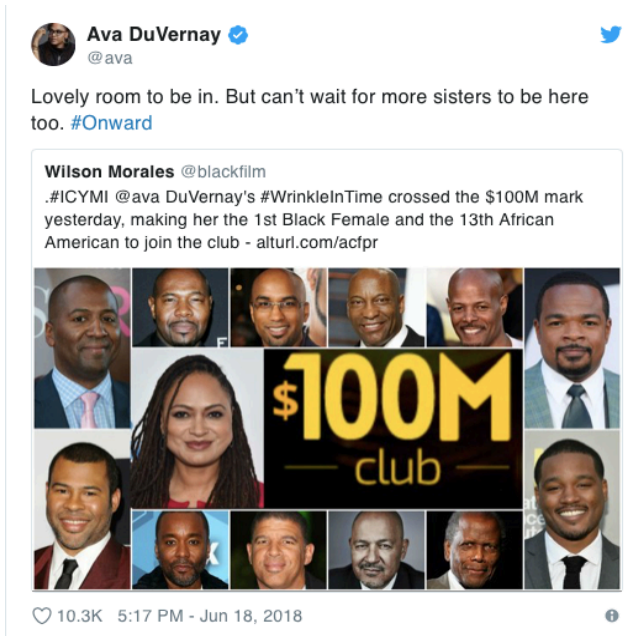 Ava DuVernay
@ava
Lovely room to be in. But can’t wait for more sisters to be here
too. #Onward
Wilson Morales @blackfilm
.#ICYMI @ava DuVernay's #WrinkleInTime crossed the $100M mark
yesterday, making her the 1st Black Female and the 13th African
American to join the club - alturl.com/acfpr
$100M
club
10.3K 5:17 PM - Jun 18, 2018